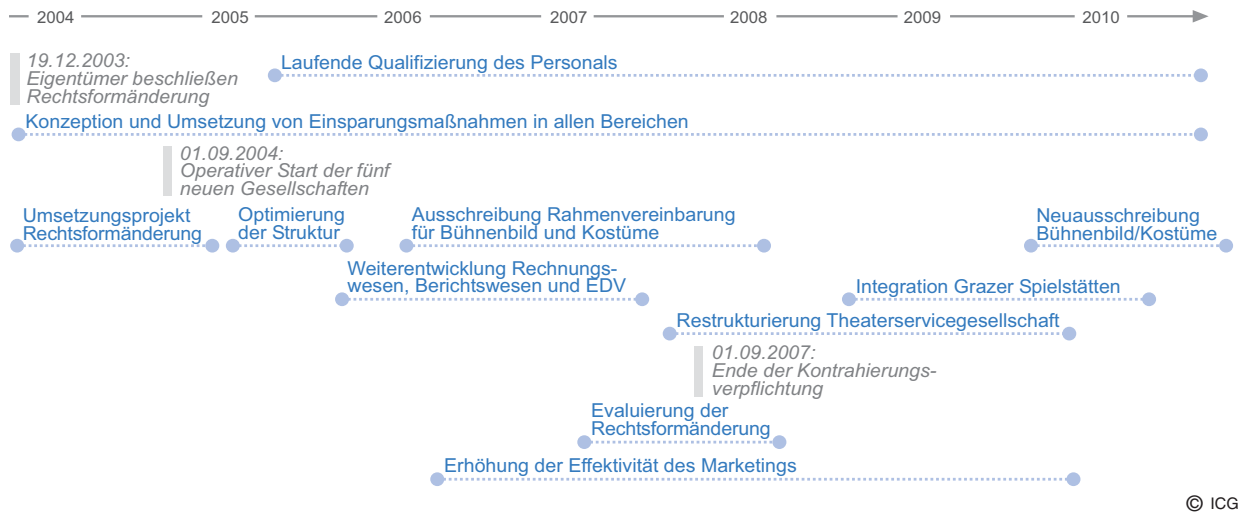 2004 2005 2006 2007 2008 2009 2010
19.12.2003:
Eigentümer beschließen
Rechtsformänderung
Laufende Qualifizierung des Personals
Konzeption und Umsetzung von Einsparungsmaßnahmen in allen Bereichen
01.09.2004:
Operativer Start der fünf
neuen Gesellschaften
Umsetzungsprojekt
Rechtsformänderung
Optimierung
der Struktur
Ausschreibung Rahmenvereinbarung
für Bühnenbild und Kostüme
Neuausschreibung
Bühnenbild/Kostüme
Weiterentwicklung Rechnungs-
wesen, Berichtswesen und EDV
Integration Grazer Spielstätten
Restrukturierung Theaterservicegesellschaft
01.09.2007:
Ende der Kontrahierungs-
verpflichtung
Evaluierung der
Rechtsformänderung
Erhöhung der Effektivität des Marketings
© ICG